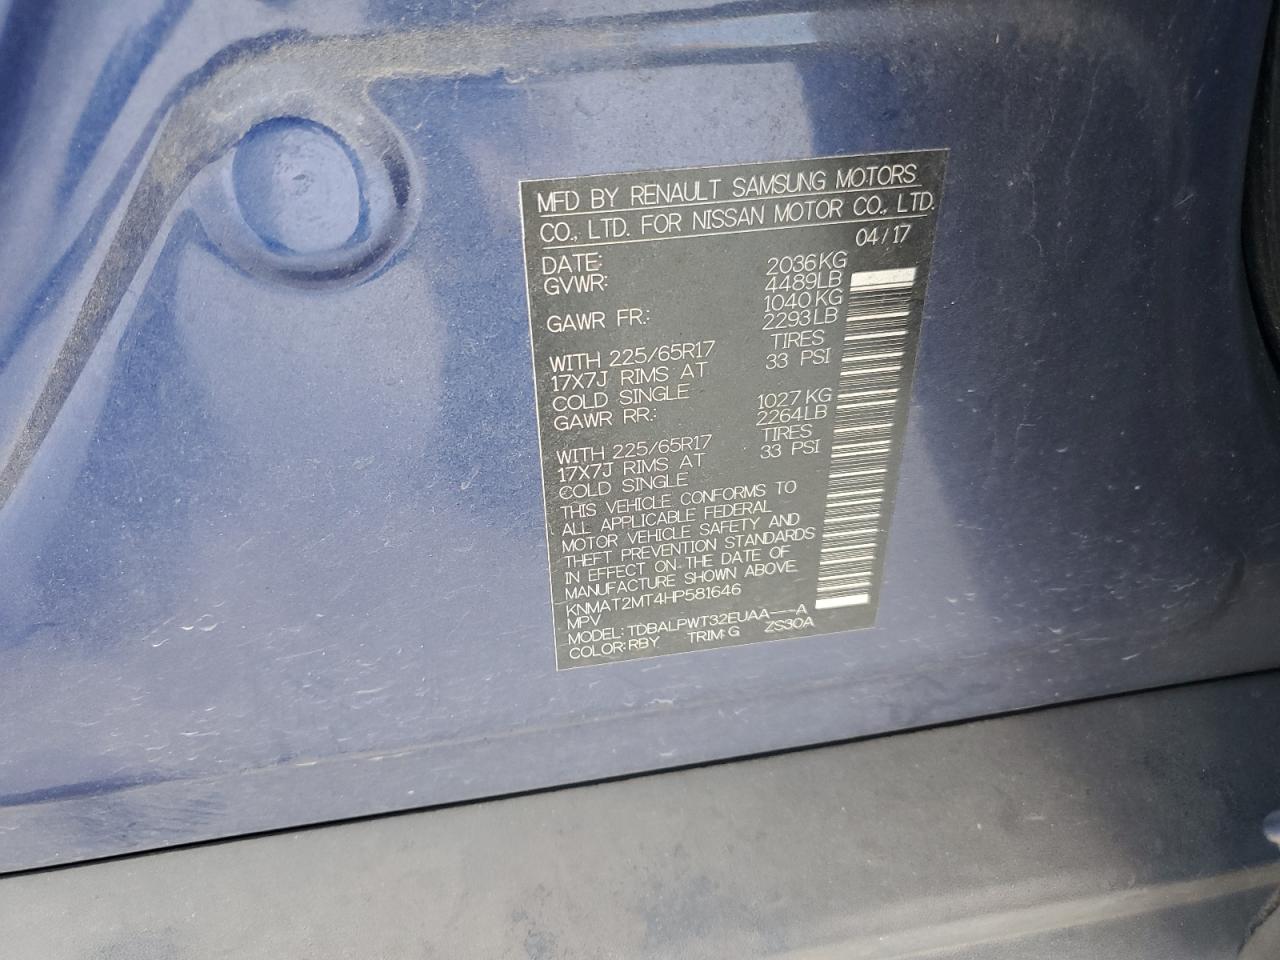 MFD BY RENAULT SAMSUNG MOTORS
CO., LTD. FOR NISSAN MOTOR CO., LTD.
DATE: 04/17
GVWR: 2036KG
4489LB
GAWR FR.: 1040KG
2293LB
WITH 225/65R17 TIRES
17X7J RIMS AT 33 PSI
COLD SINGLE
GAWR RR.: 1027KG
2264LB
WITH 225/65R17 TIRES
17X7J RIMS AT 33 PSI
COLD SINGLE
THIS VEHICLE CONFORMS TO
ALL APPLICABLE FEDERAL
MOTOR VEHICLE SAFETY AND
THEFT PREVENTION STANDARDS
IN EFFECT ON THE DATE OF
MANUFACTURE SHOWN ABOVE.
KNMAT2MT4HP581646
MPV
MODEL: TDBALPWT32EUAA---A
COLOR: RBY TRIM: G ZS30A